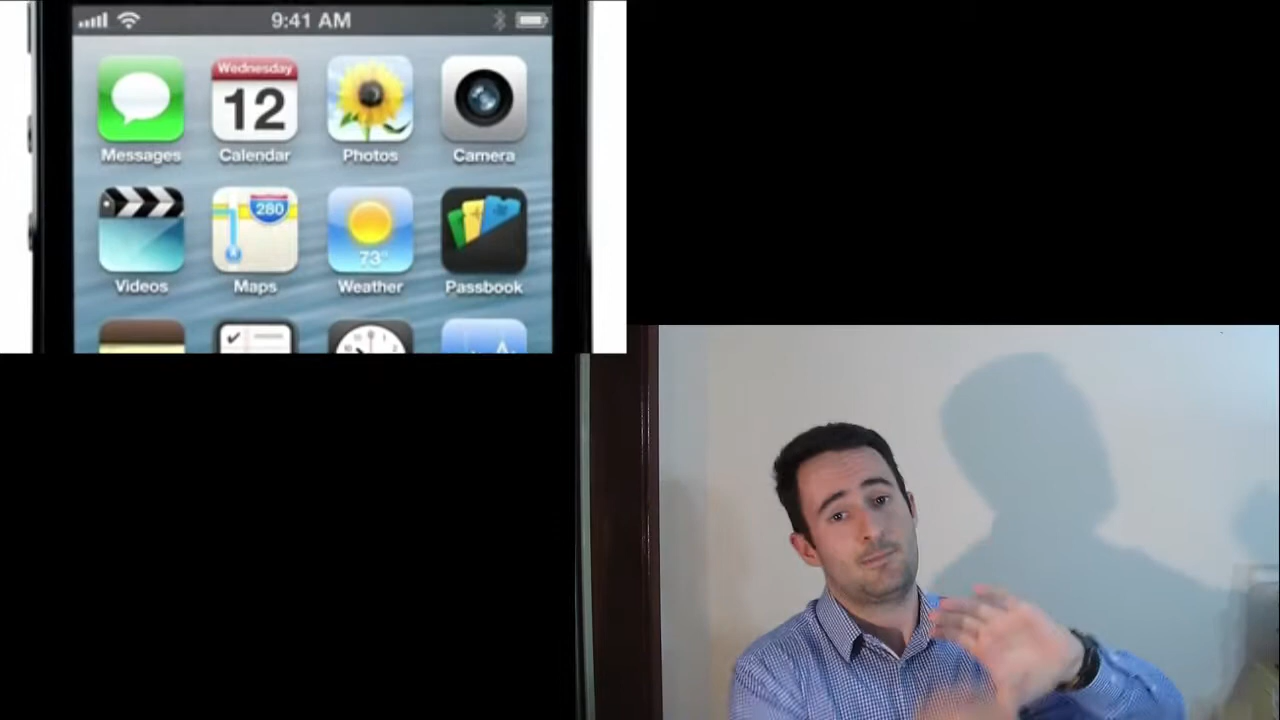 9:41 AM
Wednesday
12
Messages Calendar Photos Camera
280
73°
Videos Maps Weather Passbook